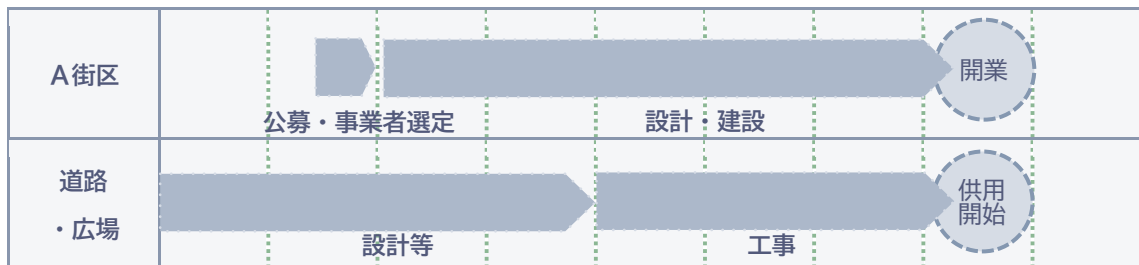 A街区
公募・事業者選定
設計・建設
開業
道路
・広場
設計等
工事
供用
開始